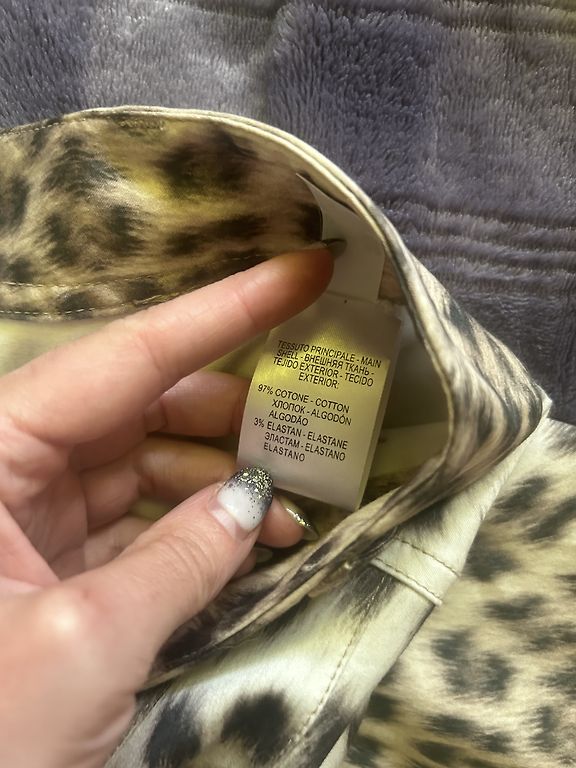 TESSUTO PRINCIPALE - MAIN
SHELL - ВНЕШНЯЯ ТКАНЬ -
TEJIDO EXTERIOR - TECIDO
EXTERIOR:
97% COTONE - COTTON
ХЛОПОК - ALGODÓN
ALGODÃO
3% ELASTAN - ELASTANE
ЭЛАСТАМ - ELASTANO
ELASTANO